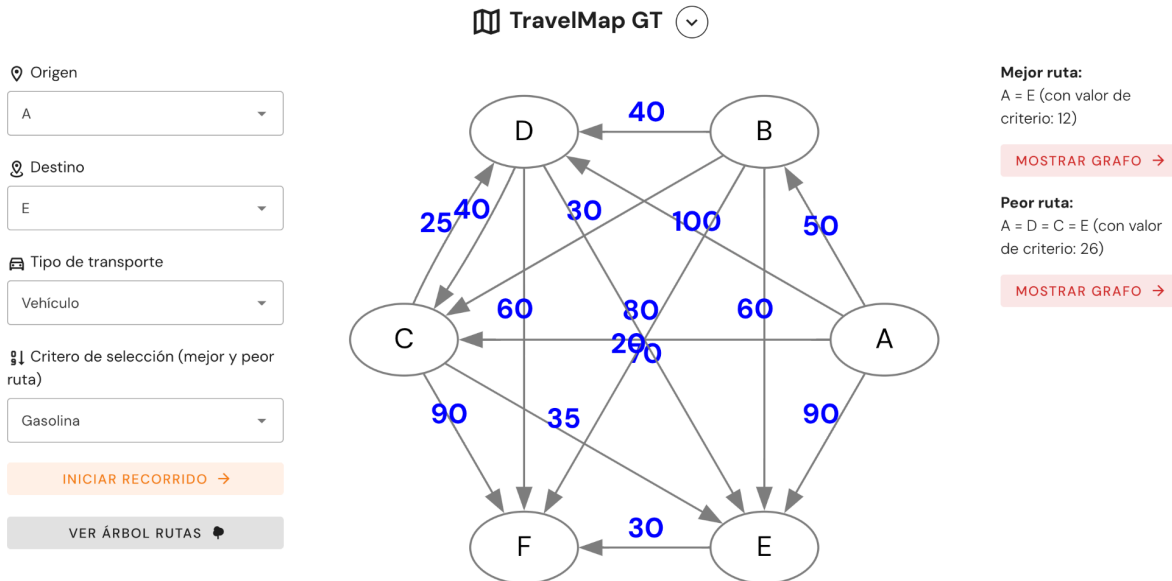 TravelMap GT
Origen
A
Destino
E
Tipo de transporte
Vehículo
Critero de selección (mejor y peor
ruta)
Gasolina
INICIAR RECORRIDO
VER ÁRBOL RUTAS
D
40
B
25
40
30
100
50
60
80
60
C
20
70
A
90
35
90
F
30
E
Mejor ruta:
A = E (con valor de
criterio: 12)
MOSTRAR GRAFO
Peor ruta:
A = D = C = E (con valor
de criterio: 26)
MOSTRAR GRAFO